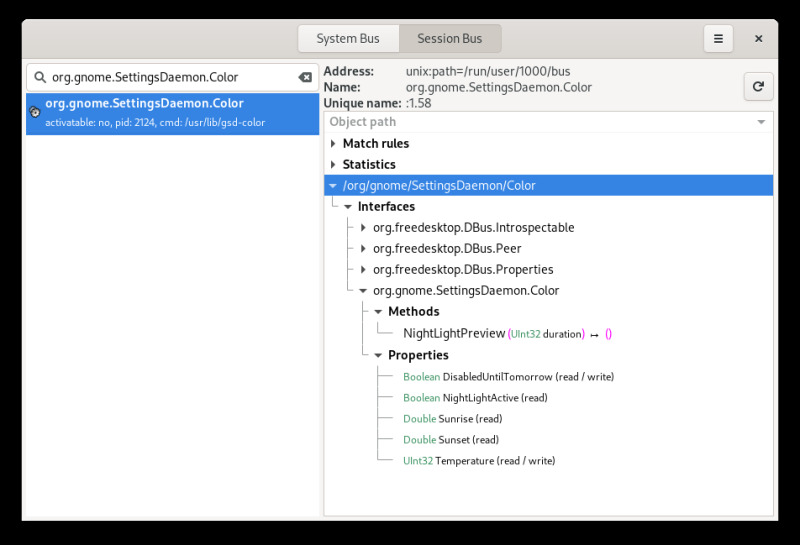 System Bus Session Bus
org.gnome.SettingsDaemon.Color
org.gnome.SettingsDaemon.Color
activatable: no, pid: 2124, cmd: /usr/lib/gsd-color
Address: unix:path=/run/user/1000/bus
Name: org.gnome.SettingsDaemon.Color
Unique name: :1.58
Object path
Match rules
Statistics
/org/gnome/SettingsDaemon/Color
Interfaces
org.freedesktop.DBus.Introspectable
org.freedesktop.DBus.Peer
org.freedesktop.DBus.Properties
org.gnome.SettingsDaemon.Color
Methods
NightLightPreview (UInt32 duration) ↔ ()
Properties
Boolean DisabledUntilTomorrow (read / write)
Boolean NightLightActive (read)
Double Sunrise (read)
Double Sunset (read)
UInt32 Temperature (read / write)